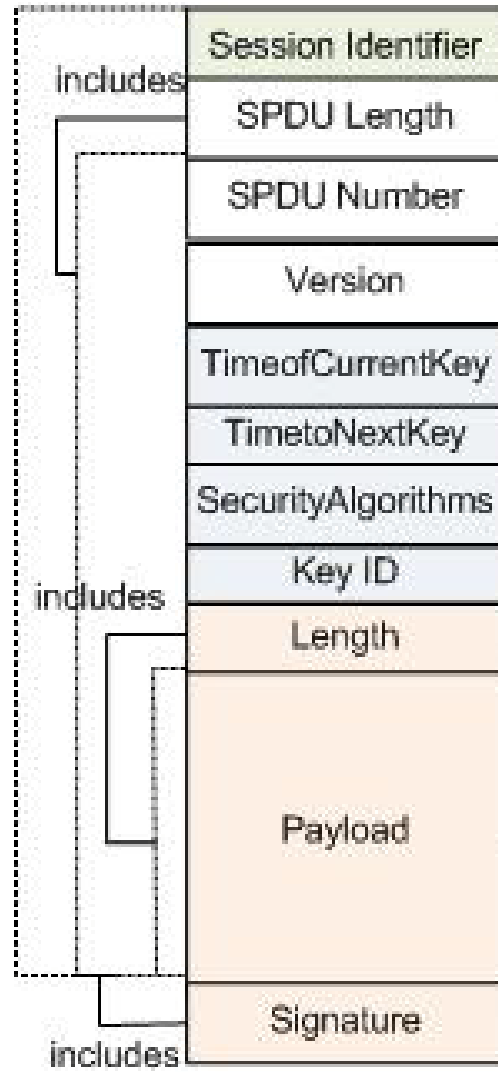 Session Identifier
includes
SPDU Length
SPDU Number
Version
TimeofCurrentKey
TimetoNextKey
SecurityAlgorithms
Key ID
includes
Length
Payload
Signature
includes